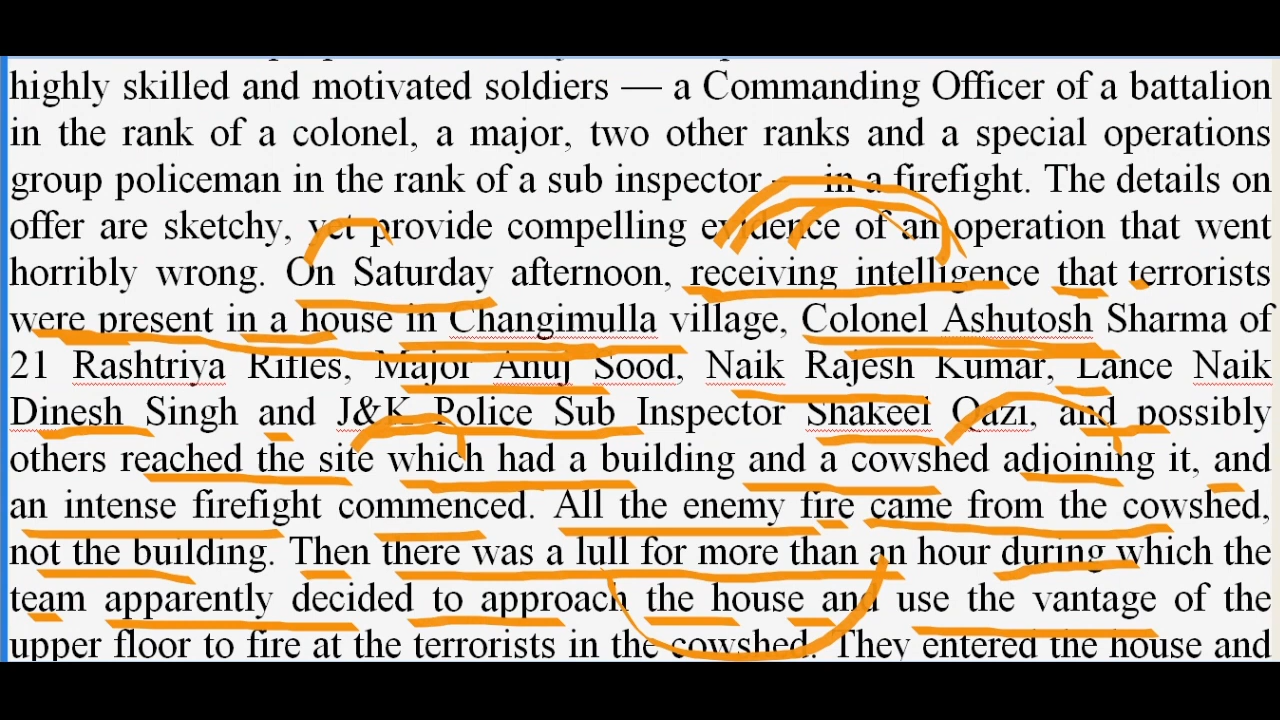 highly skilled and motivated soldiers — a Commanding Officer of a battalion
in the rank of a colonel, a major, two other ranks and a special operations
group policeman in the rank of a sub inspector — in a firefight. The details on
offer are sketchy, yet provide compelling evidence of an operation that went
horribly wrong. On Saturday afternoon, receiving intelligence that terrorists
were present in a house in Changimulla village, Colonel Ashutosh Sharma of
21 Rashtriya Rifles, Major Anuj Sood, Naik Rajesh Kumar, Lance Naik
Dinesh Singh and J&K Police Sub Inspector Shakeel Qazi, and possibly
others reached the site which had a building and a cowshed adjoining it, and
an intense firefight commenced. All the enemy fire came from the cowshed,
not the building. Then there was a lull for more than an hour during which the
team apparently decided to approach the house and use the vantage of the
upper floor to fire at the terrorists in the cowshed. They entered the house and